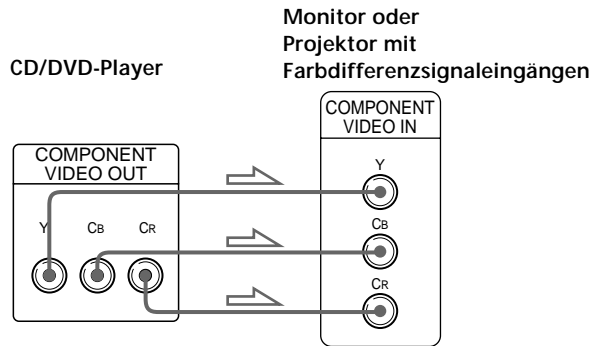 CD/DVD-Player
Monitor oder
Projektor mit
Farbdifferenzsignaleingängen
COMPONENT
VIDEO OUT
Y CB CR
COMPONENT
VIDEO IN
Y
CB
CR